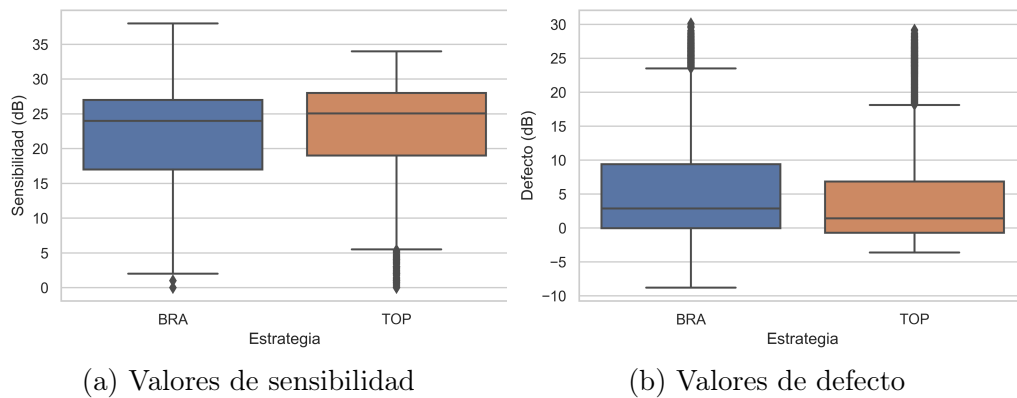 Sensibilidad (dB)
35
30
25
20
15
10
5
0
BRA
TOP
Estrategia
(a) Valores de sensibilidad
Defecto (dB)
30
25
20
15
10
5
0
−5
−10
BRA
TOP
Estrategia
(b) Valores de defecto